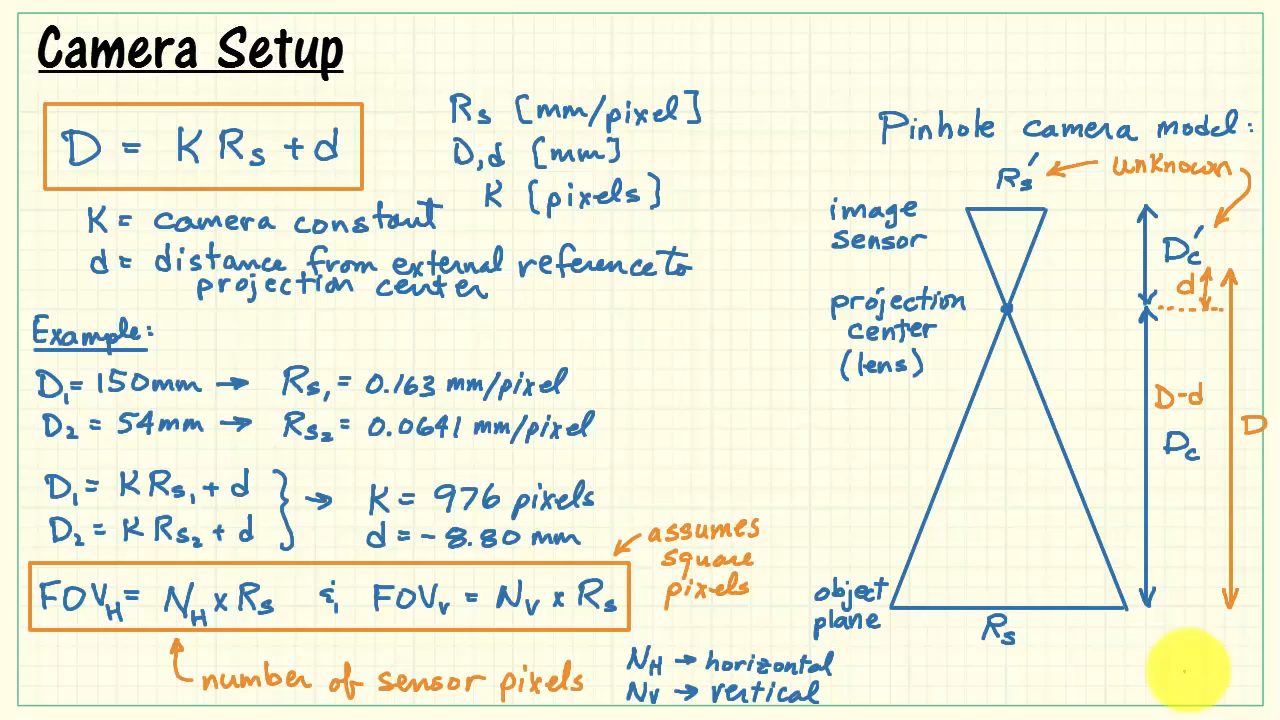 Camera Setup
D = K Rs + d
Rs [mm/pixel]
D,d [mm]
K [pixels]
K = camera constant
d = distance from external reference to
projection center
Example:
D1 = 150mm → Rs1 = 0.163 mm/pixel
D2 = 54mm → Rs2 = 0.0641 mm/pixel
D1 = K Rs1 + d
D2 = K Rs2 + d
} → K = 976 pixels
d = -8.80 mm
assumes
square
pixels
FOVH = NH x Rs & FOVV = NV x Rs
number of sensor pixels
NH → horizontal
NV → vertical
Pinhole camera model:
Rs'
unknown
image
sensor
Dc'
d
projection
center
(lens)
D-d
D
Dc
object
plane
Rs